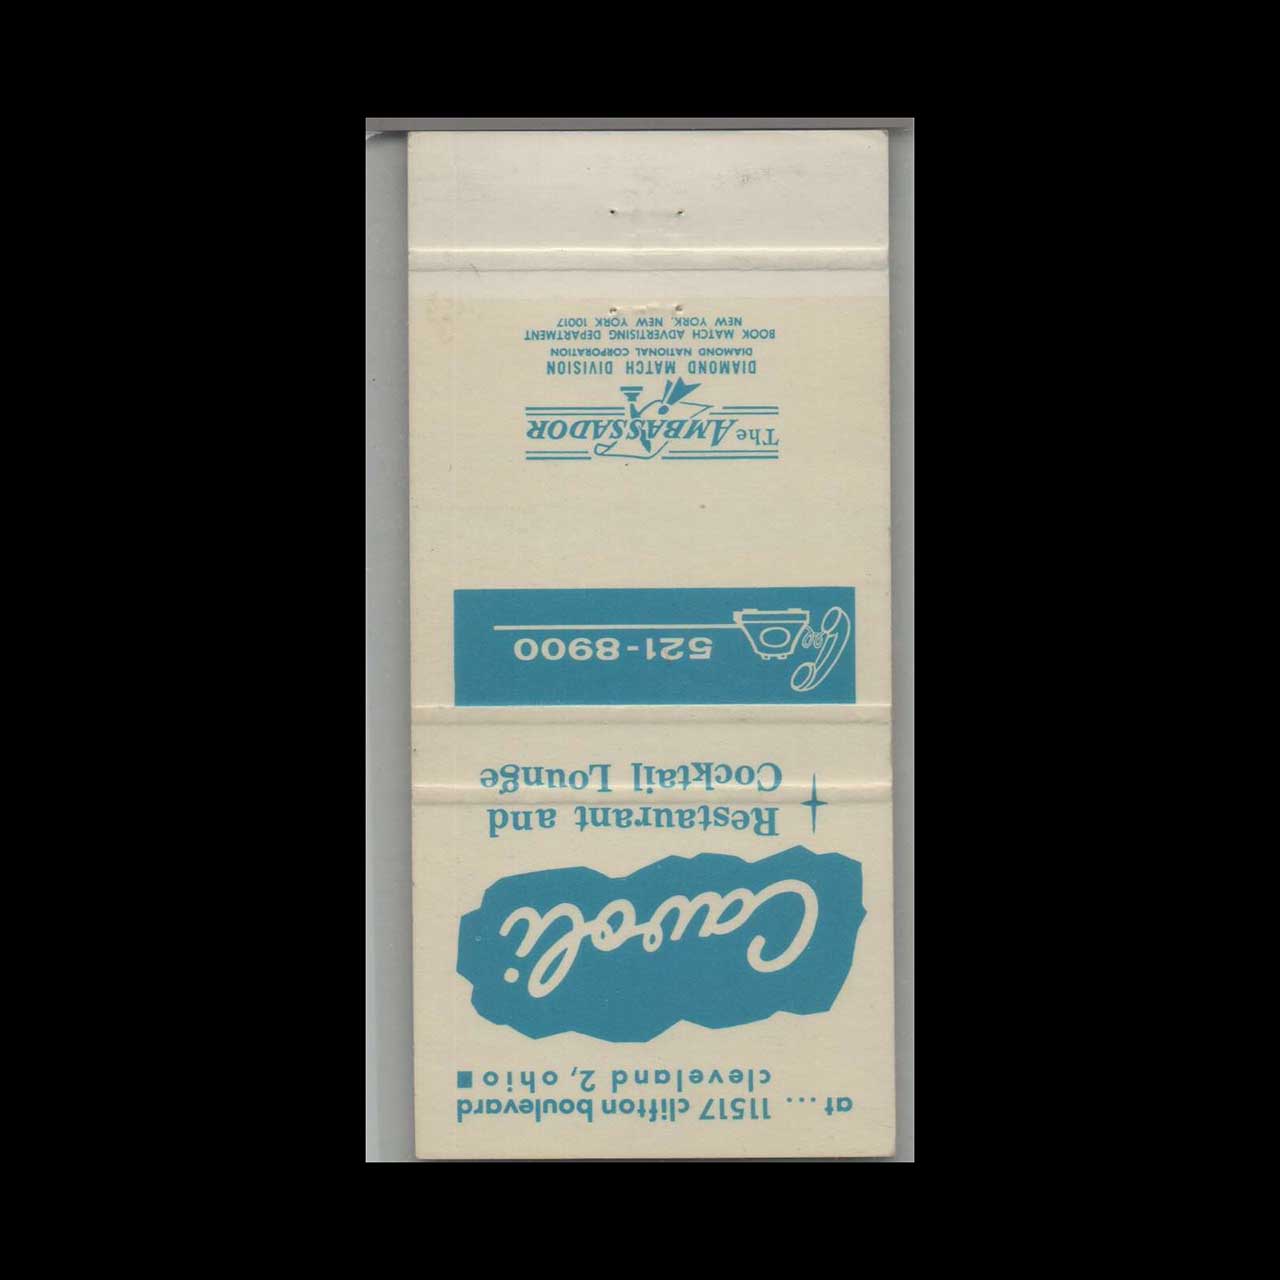 at... 11517 clifton boulevard
cleveland 2, ohio
Cavoli
Restaurant and
Cocktail Lounge
521-8900
The AMBASSADOR
DIAMOND MATCH DIVISION
DIAMOND NATIONAL CORPORATION
BOOK MATCH ADVERTISING DEPARTMENT
NEW YORK, NEW YORK 10017